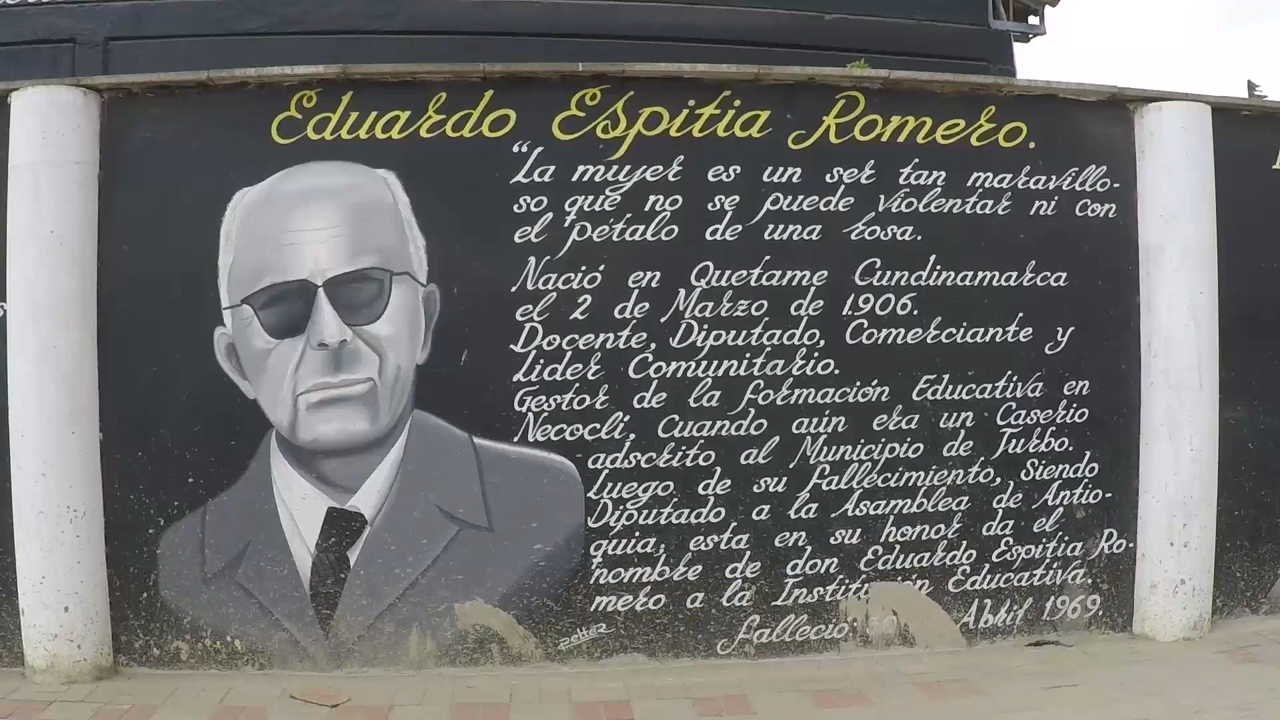 Eduardo Espitia Romero.
“La mujer es un ser tan maravillo-
so que no se puede violentar ni con
el pétalo de una rosa.
Nació en Quetame Cundinamarca
el 2 de Marzo de 1.906.
Docente, Diputado, Comerciante y
Lider Comunitario.
Gestor de la formación Educativa en
Necoclí, Cuando aún era un Caserio
adscrito al Municipio de Turbo.
Luego de su fallecimiento, Siendo
Diputado a la Asamblea de Antio-
quia, esta en su honor da el
nombre de don Eduardo Espitia Ro-
mero a la Educativa.
falleció Abril 1969.